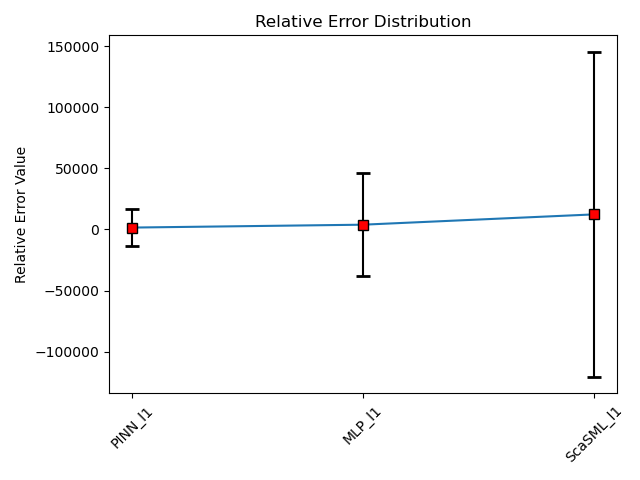 Relative Error Distribution
150000
100000
50000
0
−50000
−100000
Relative Error Value
PINN_l1
MLP_l1
ScaSML_l1